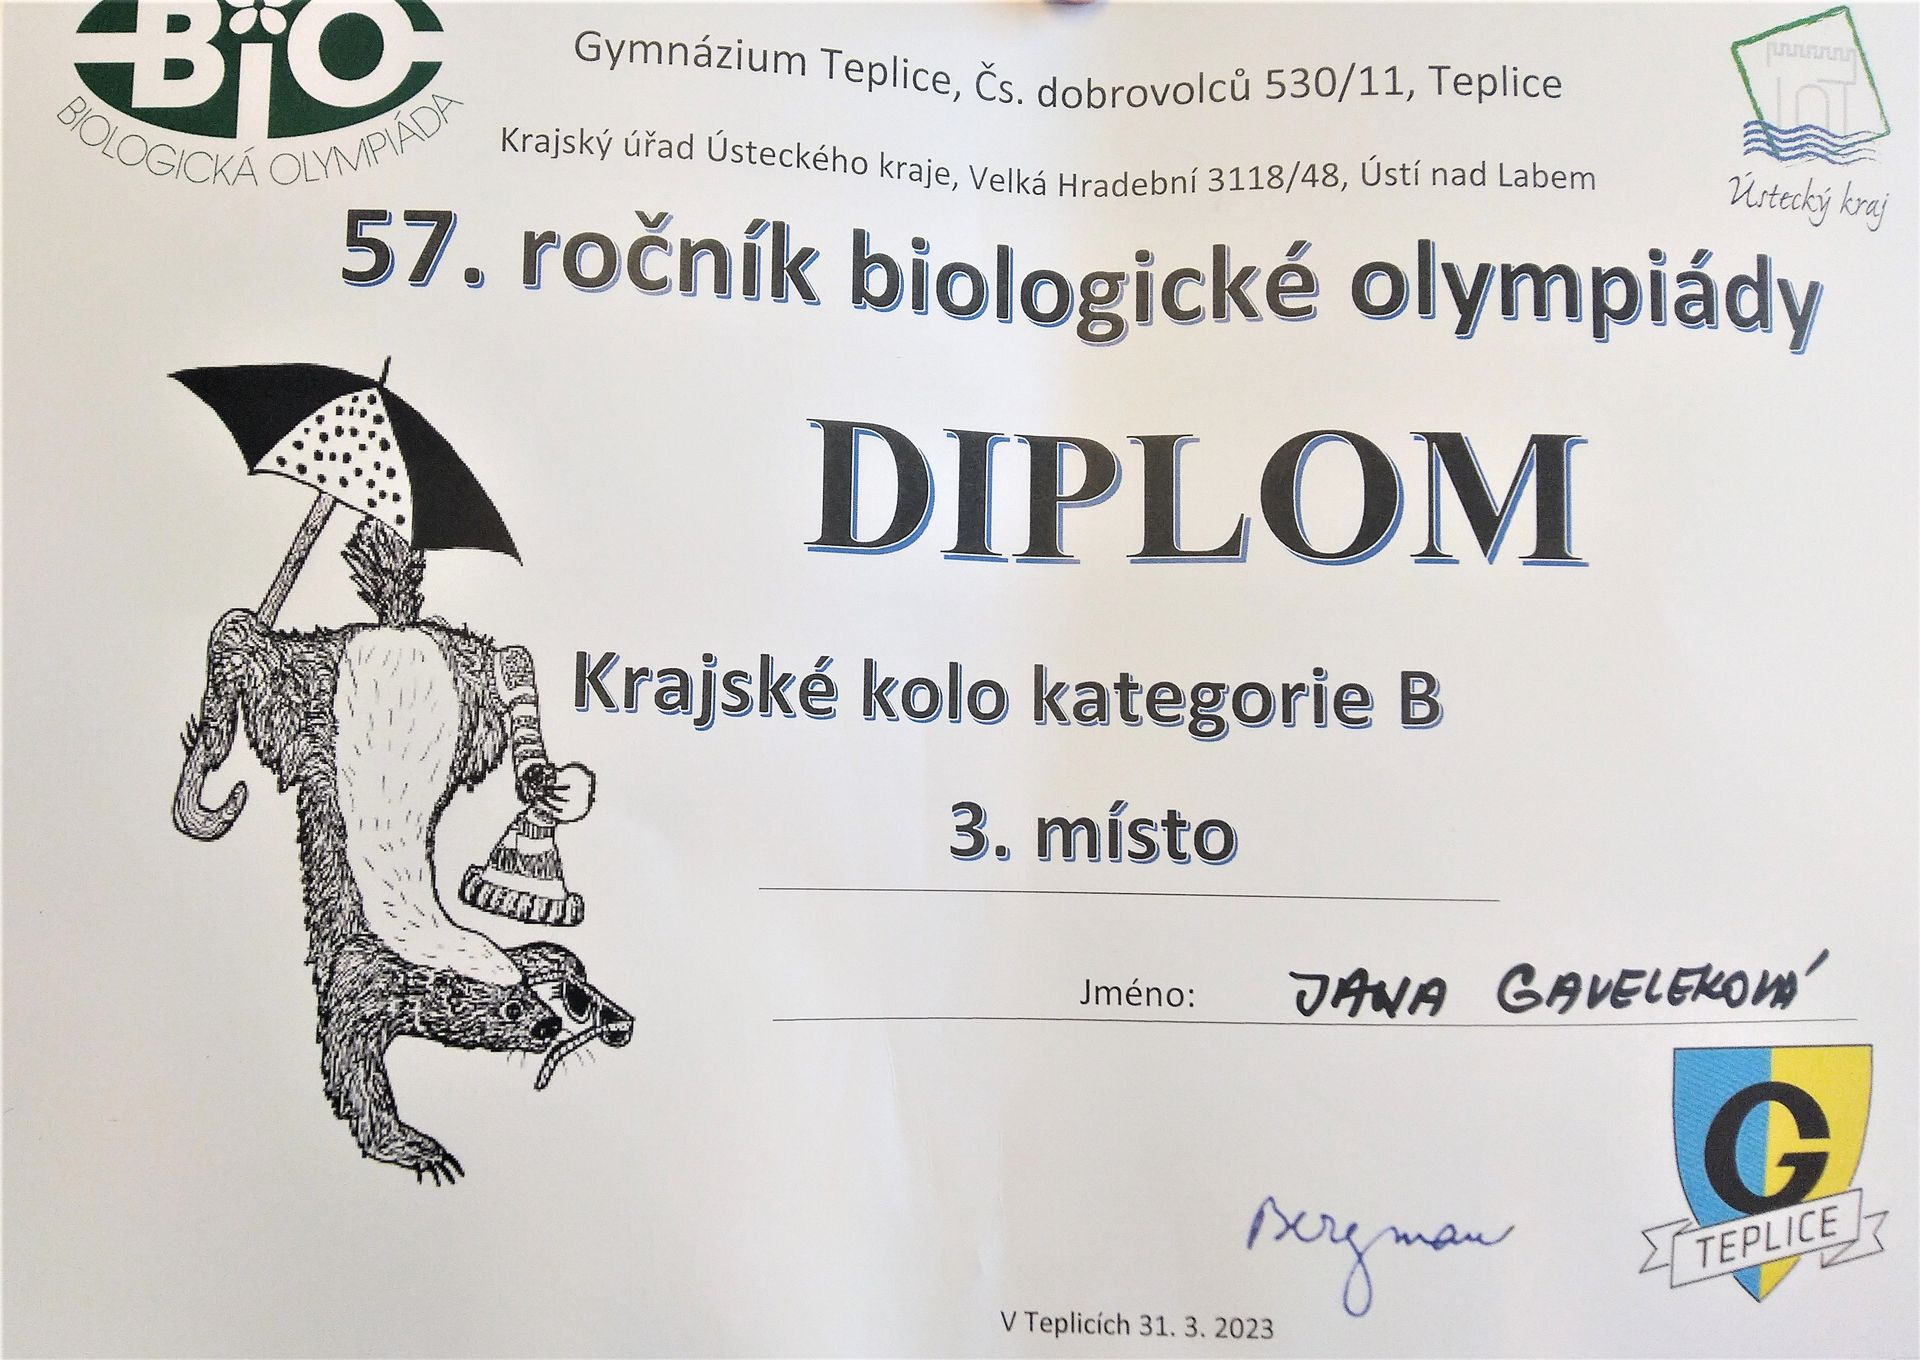 BiO
BIOLOGICKÁ OLYMPIÁDA
Gymnázium Teplice, Čs. dobrovolců 530/11, Teplice
Krajský úřad Ústeckého kraje, Velká Hradební 3118/48, Ústí nad Labem
Ústecký kraj
57. ročník biologické olympiády
DIPLOM
Krajské kolo kategorie B
3. místo
Jméno: JANA GAVELEKOVÁ
G
TEPLICE
Bergman
V Teplicích 31. 3. 2023